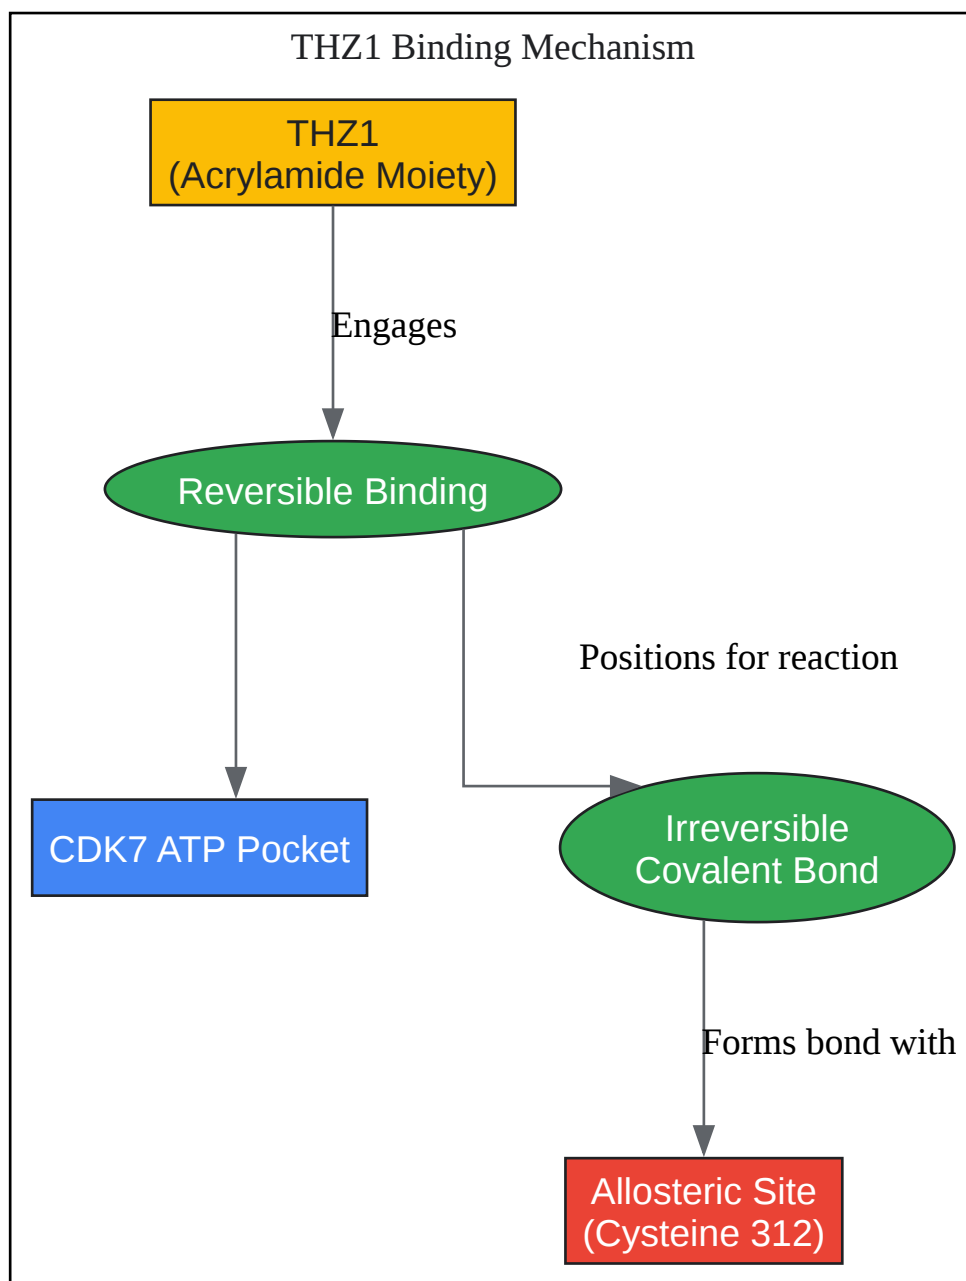 THZ1 Binding Mechanism
THZ1
(Acrylamide Moiety)
Engages
Reversible Binding
Positions for reaction
CDK7 ATP Pocket
Irreversible
Covalent Bond
Forms bond with
Allosteric Site
(Cysteine 312)